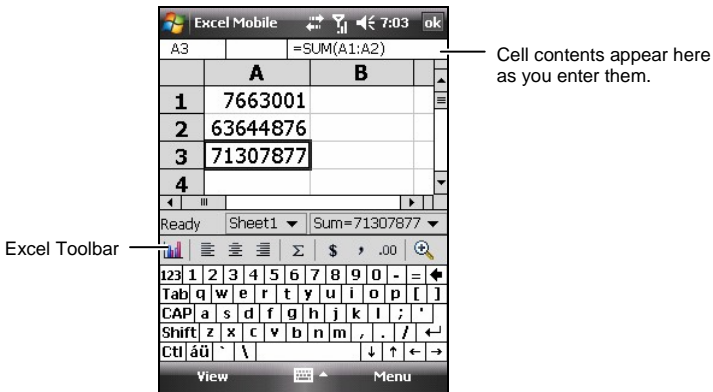 Excel Mobile 7:03 ok
A3 =SUM(A1:A2)
Cell contents appear here
as you enter them.
A B
1 7663001
2 63644876
3 71307877
4
Ready Sheet1 Sum=71307877
Excel Toolbar
Σ $ , .00
123 1 2 3 4 5 6 7 8 9 0 - =
Tab q w e r t y u i o p [ ]
CAP a s d f g h j k l ; '
Shift z x c v b n m , . /
Ctl áü ` \
View Menu